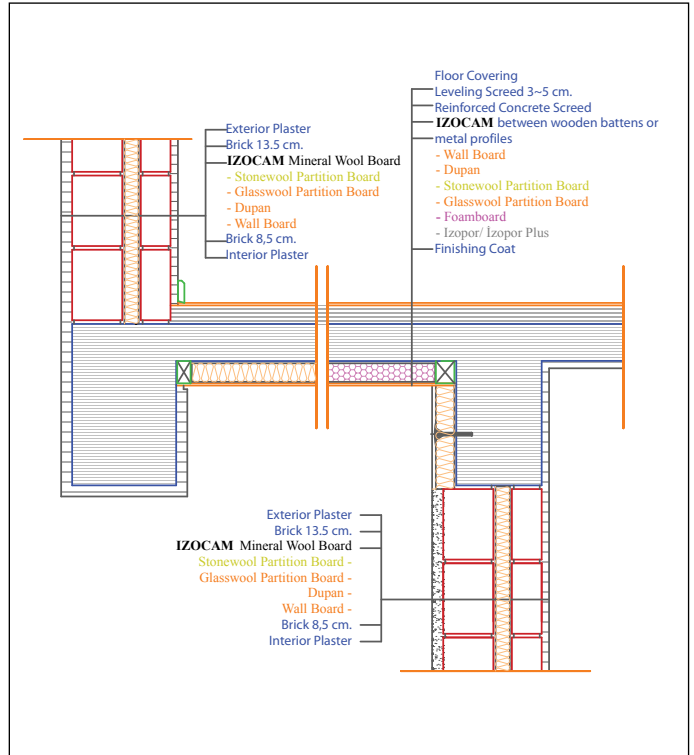 Floor Covering
Leveling Screed 3~5 cm.
Reinforced Concrete Screed
IZOCAM between wooden battens or
metal profiles
- Wall Board
- Dupan
- Stonewool Partition Board
- Glasswool Partition Board
- Foamboard
- Izopor/ İzopor Plus
Finishing Coat
Exterior Plaster
Brick 13.5 cm.
IZOCAM Mineral Wool Board
- Stonewool Partition Board
- Glasswool Partition Board
- Dupan
- Wall Board
Brick 8,5 cm.
Interior Plaster
Exterior Plaster
Brick 13.5 cm.
IZOCAM Mineral Wool Board
Stonewool Partition Board -
Glasswool Partition Board -
Dupan -
Wall Board -
Brick 8,5 cm.
Interior Plaster